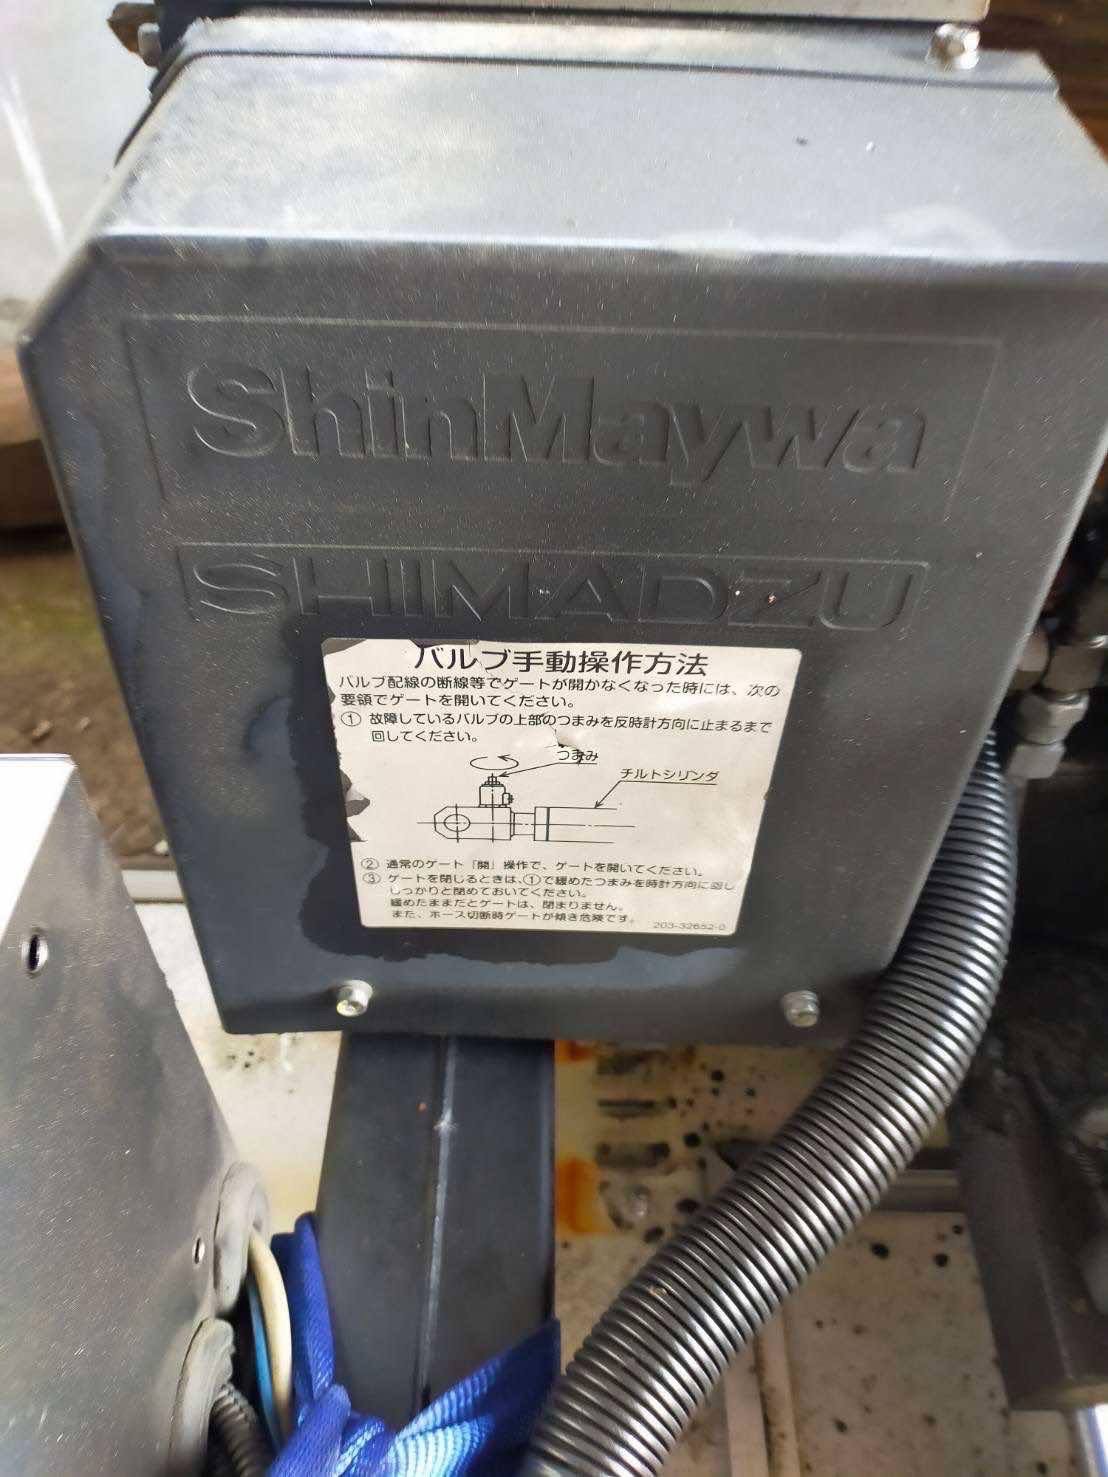 ShinMaywa
SHIMADZU
バルブ手動操作方法
バルブ配線の断線等でゲートが開かなくなった時には、次の
要領でゲートを開いてください。
① 故障しているバルブの上部のつまみを反時計方向に止まるまで
回してください。
つまみ
チルトシリンダ
② 通常のゲート「開」操作で、ゲートを開いてください。
③ ゲートを閉じるときは、①で緩めたつまみを時計方向に回し
しっかりと閉めておいてください。
緩めたままだとゲートは、閉まりません。
また、ホース切断時ゲートが傾き危険です。
203-32652-0